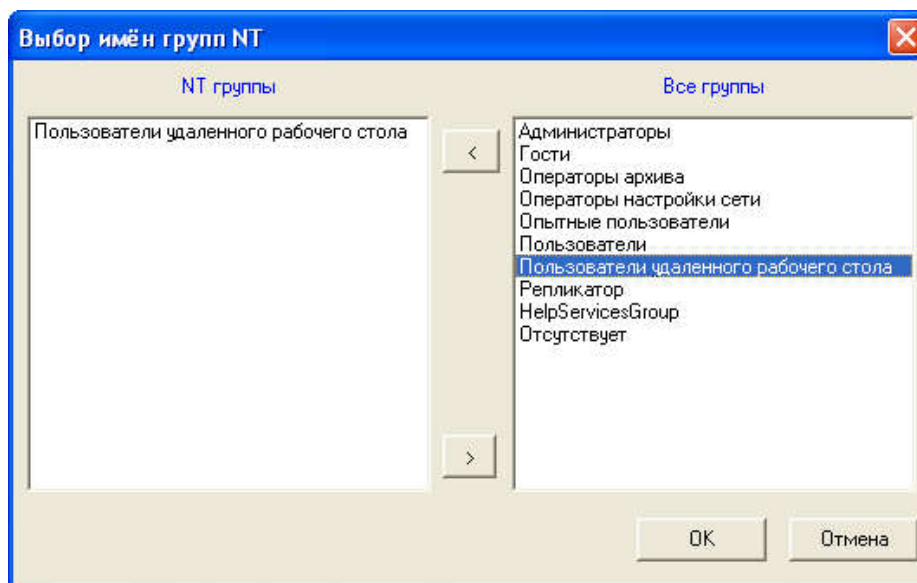 Выбор имён групп NT
NT группы
Все группы
Пользователи удаленного рабочего стола
<
>
Администраторы
Гости
Операторы архива
Операторы настройки сети
Опытные пользователи
Пользователи
Пользователи удаленного рабочего стола
Репликатор
HelpServicesGroup
Отсутствует
OK
Отмена